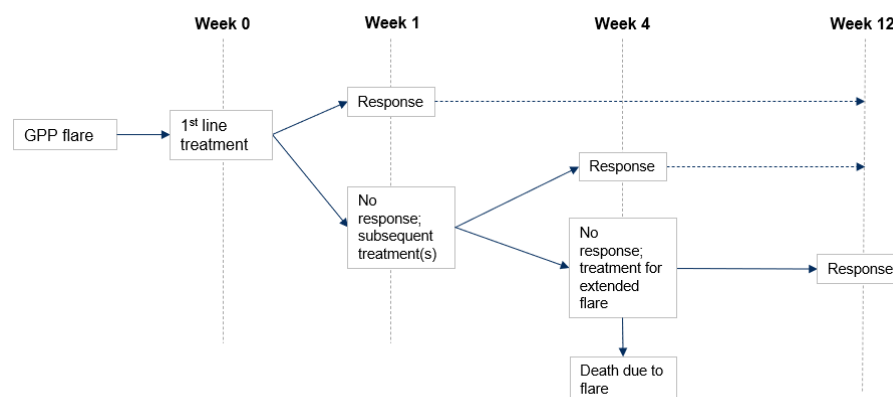 Week 0
Week 1
Week 4
Week 12
Response
GPP flare
1st line
treatment
Response
No
response;
subsequent
treatment(s)
No
response;
treatment for
extended
flare
Response
Death due to
flare